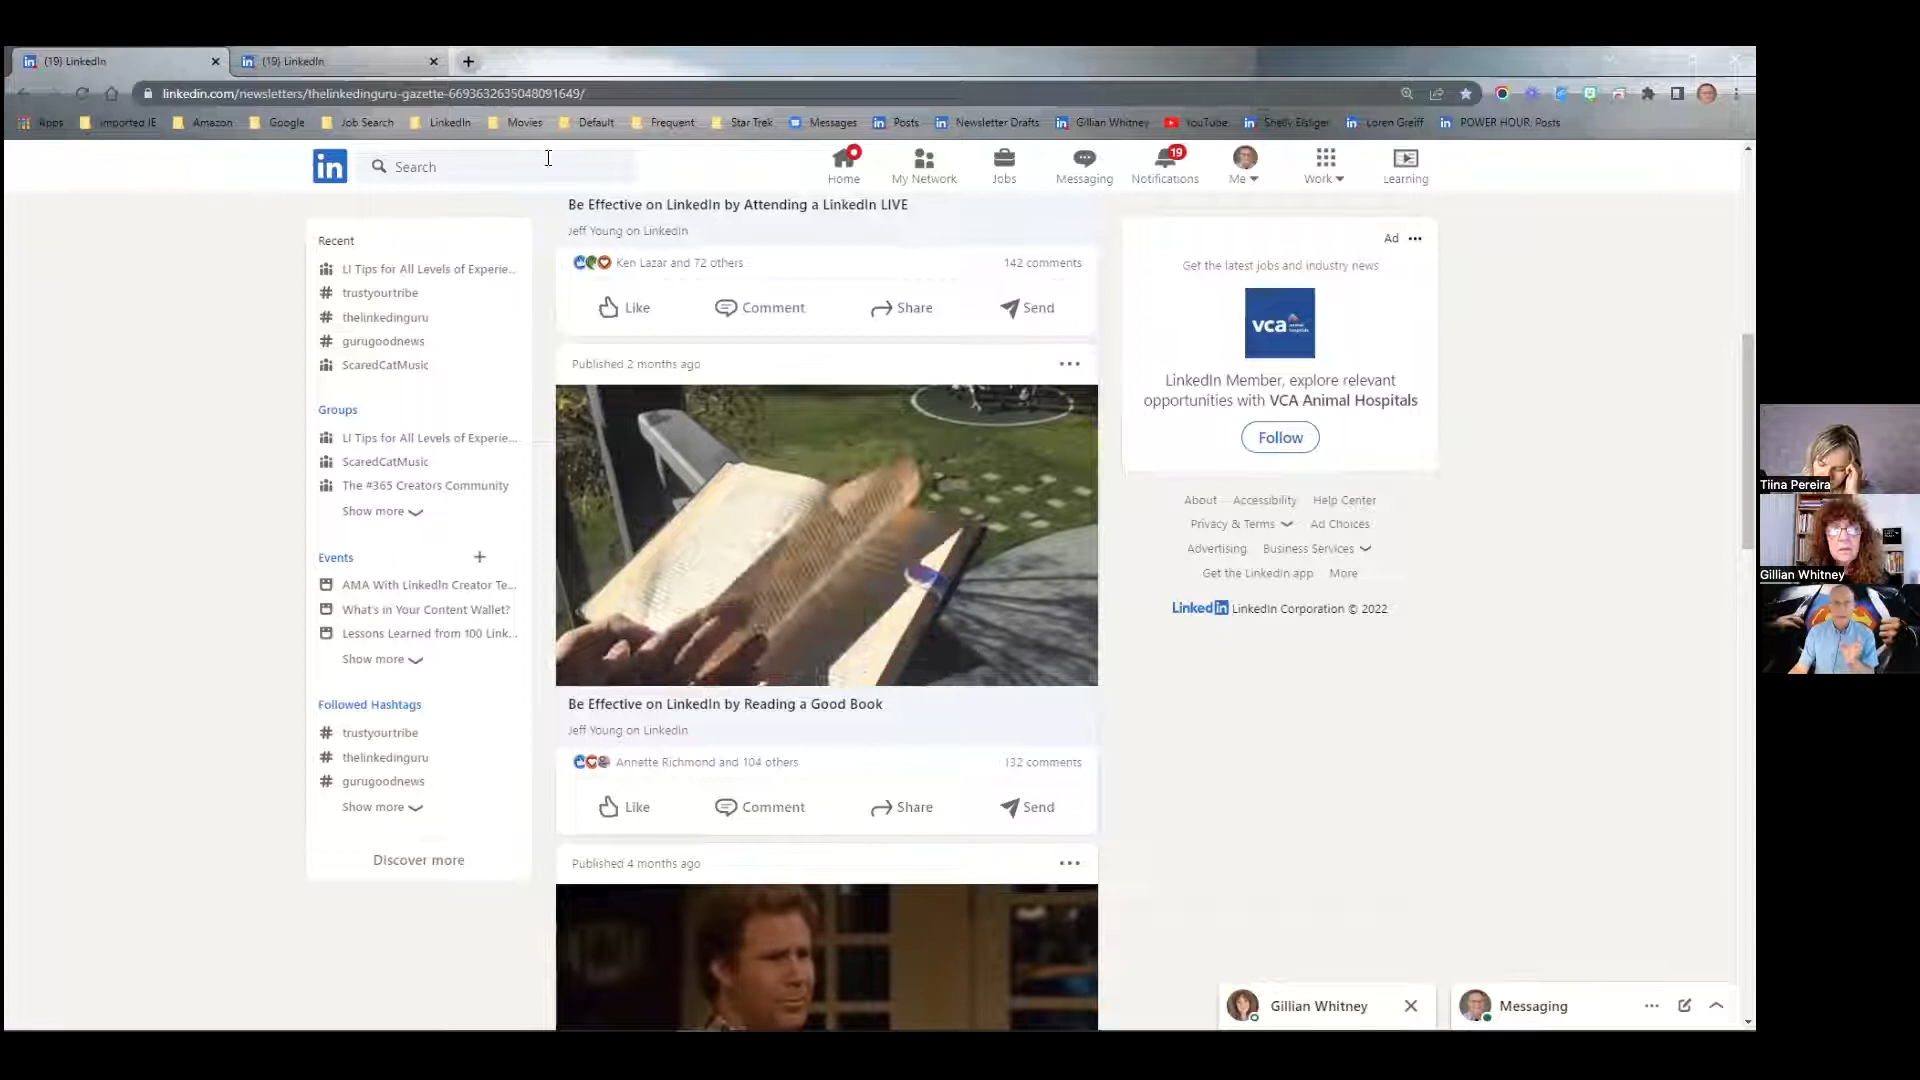 (19) LinkedIn
(19) LinkedIn
linkedin.com/newsletters/thelinkedinguru-gazette-6693632635048091649/
Apps
Imported IE
Amazon
Google
Job Search
LinkedIn
Movies
Default
Frequent
Star Trek
Messages
Posts
Newsletter Drafts
Gillian Whitney
YouTube
Shelly Elsliger
Loren Greiff
POWER HOUR: Posts
in
Search
Home
My Network
Jobs
Messaging
19
Notifications
Me
Work
Learning
Recent
LI Tips for All Levels of Experie...
# trustyourtribe
# thelinkedinguru
# gurugoodnews
ScaredCatMusic
Groups
LI Tips for All Levels of Experie...
ScaredCatMusic
The #365 Creators Community
Show more
Events
AMA With LinkedIn Creator Te...
What's in Your Content Wallet?
Lessons Learned from 100 Link...
Show more
Followed Hashtags
# trustyourtribe
# thelinkedinguru
# gurugoodnews
Show more
Discover more
Be Effective on LinkedIn by Attending a LinkedIn LIVE
Jeff Young on LinkedIn
Ken Lazar and 72 others
142 comments
Like
Comment
Share
Send
Published 2 months ago
Be Effective on LinkedIn by Reading a Good Book
Jeff Young on LinkedIn
Annette Richmond and 104 others
132 comments
Like
Comment
Share
Send
Published 4 months ago
Ad
Get the latest jobs and industry news
vca animal hospitals
LinkedIn Member, explore relevant
opportunities with VCA Animal Hospitals
Follow
About Accessibility Help Center
Privacy & Terms Ad Choices
Advertising Business Services
Get the LinkedIn app More
LinkedIn LinkedIn Corporation © 2022
Tiina Pereira
Gillian Whitney
Gillian Whitney
Messaging